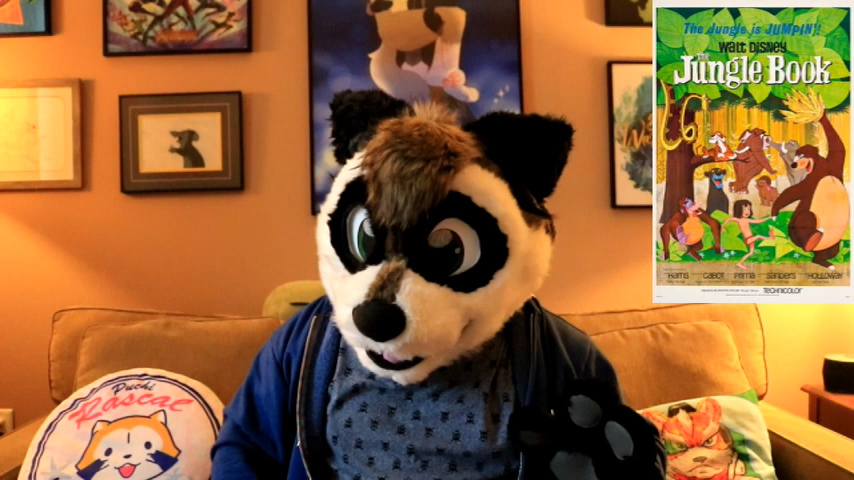 The Jungle is JUMPIN'!
WALT DISNEY
THE
Jungle Book
HARRIS CABOT PRIMA SANDERS HOLLOWAY
TECHNICOLOR
Puchi
Rascal